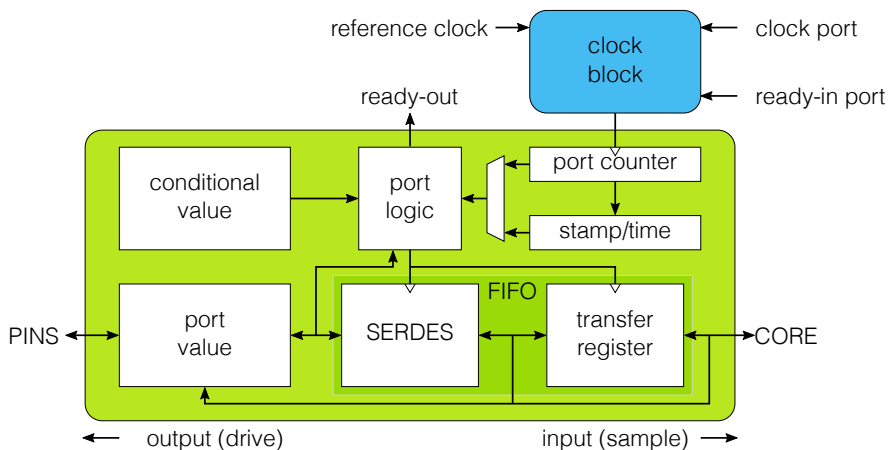 reference clock
clock
block
clock port
ready-in port
ready-out
conditional
value
port
logic
port counter
stamp/time
FIFO
PINS
port
value
SERDES
transfer
register
CORE
output (drive)
input (sample)